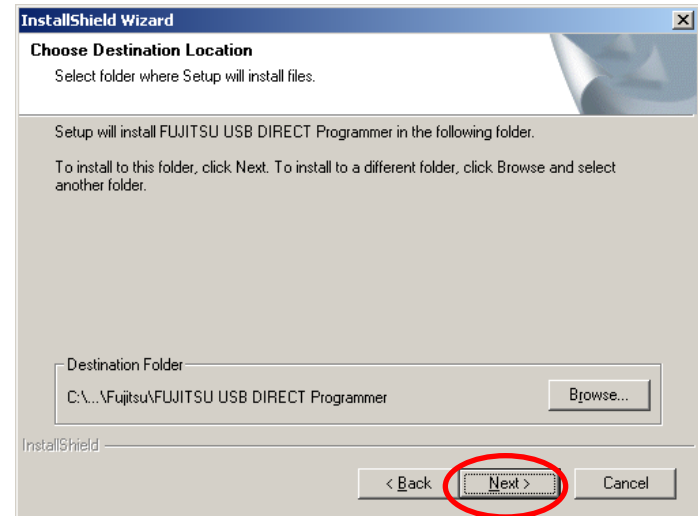 InstallShield Wizard
Choose Destination Location
Select folder where Setup will install files.
Setup will install FUJITSU USB DIRECT Programmer in the following folder.
To install to this folder, click Next. To install to a different folder, click Browse and select
another folder.
Destination Folder
C:\...\Fujitsu\FUJITSU USB DIRECT Programmer
Browse...
InstallShield
< Back
Next >
Cancel